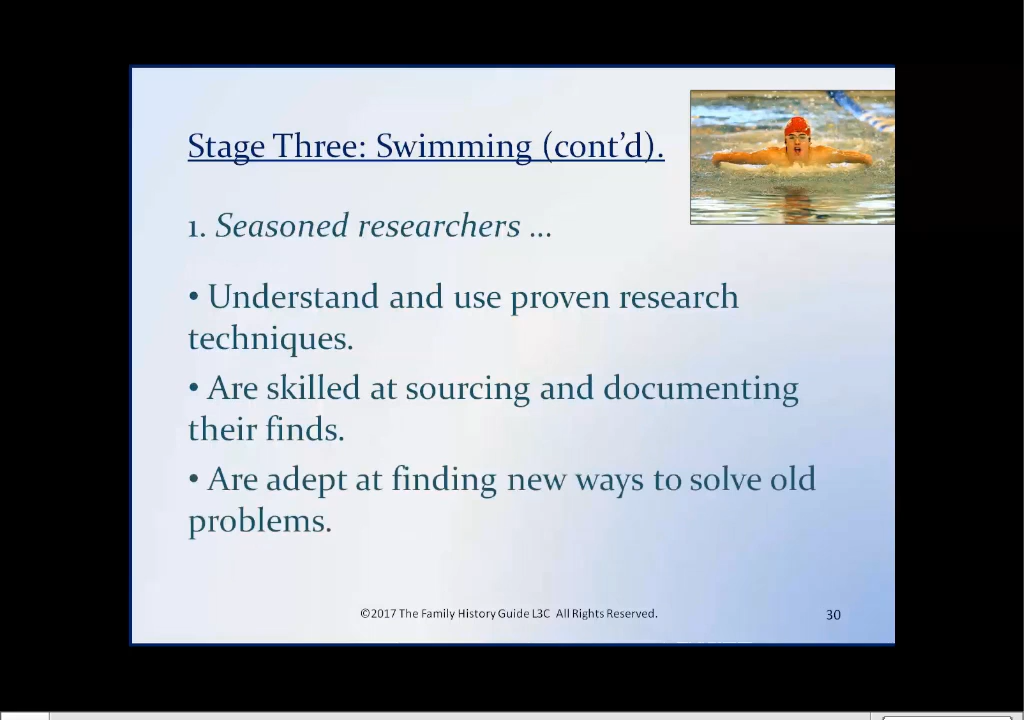 Stage Three: Swimming (cont’d).
1. Seasoned researchers ...
• Understand and use proven research
techniques.
• Are skilled at sourcing and documenting
their finds.
• Are adept at finding new ways to solve old
problems.
©2017 The Family History Guide L3C All Rights Reserved.
30